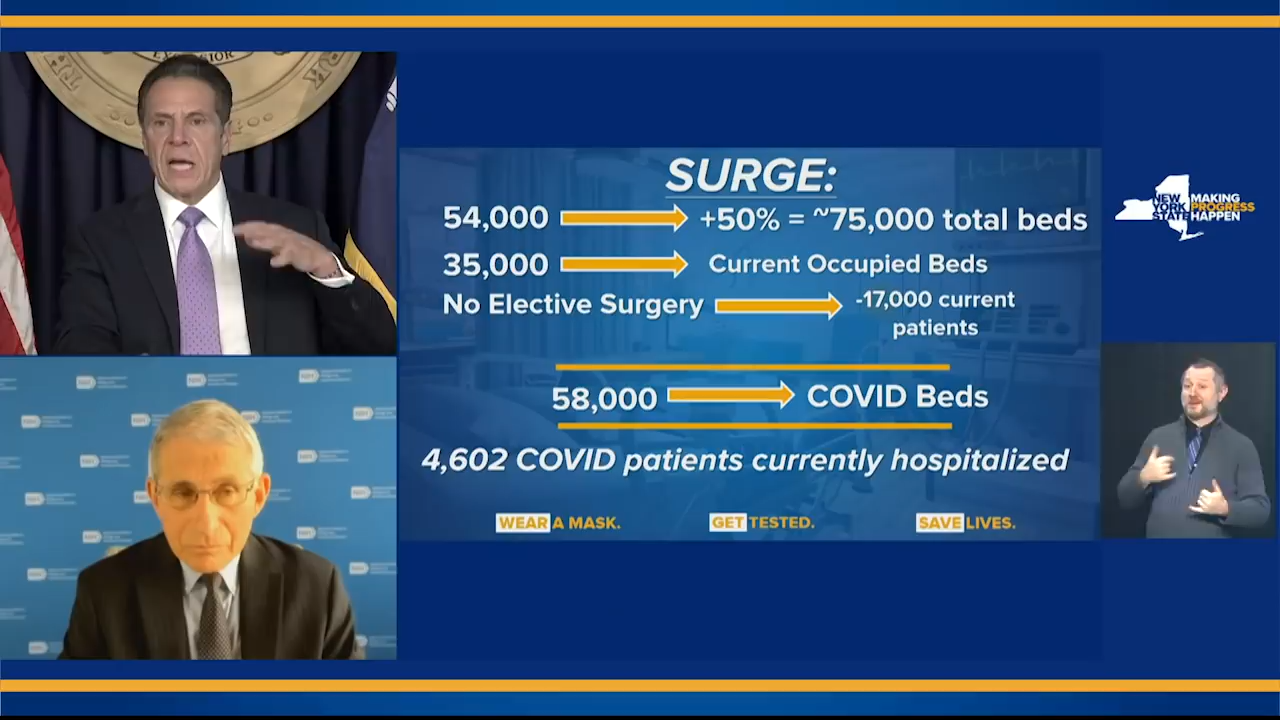 SURGE:
54,000 +50% = ~75,000 total beds
35,000 Current Occupied Beds
No Elective Surgery -17,000 current
patients
58,000 COVID Beds
4,602 COVID patients currently hospitalized
WEAR A MASK. GET TESTED. SAVE LIVES.
NEW
YORK
STATE
MAKING
PROGRESS
HAPPEN